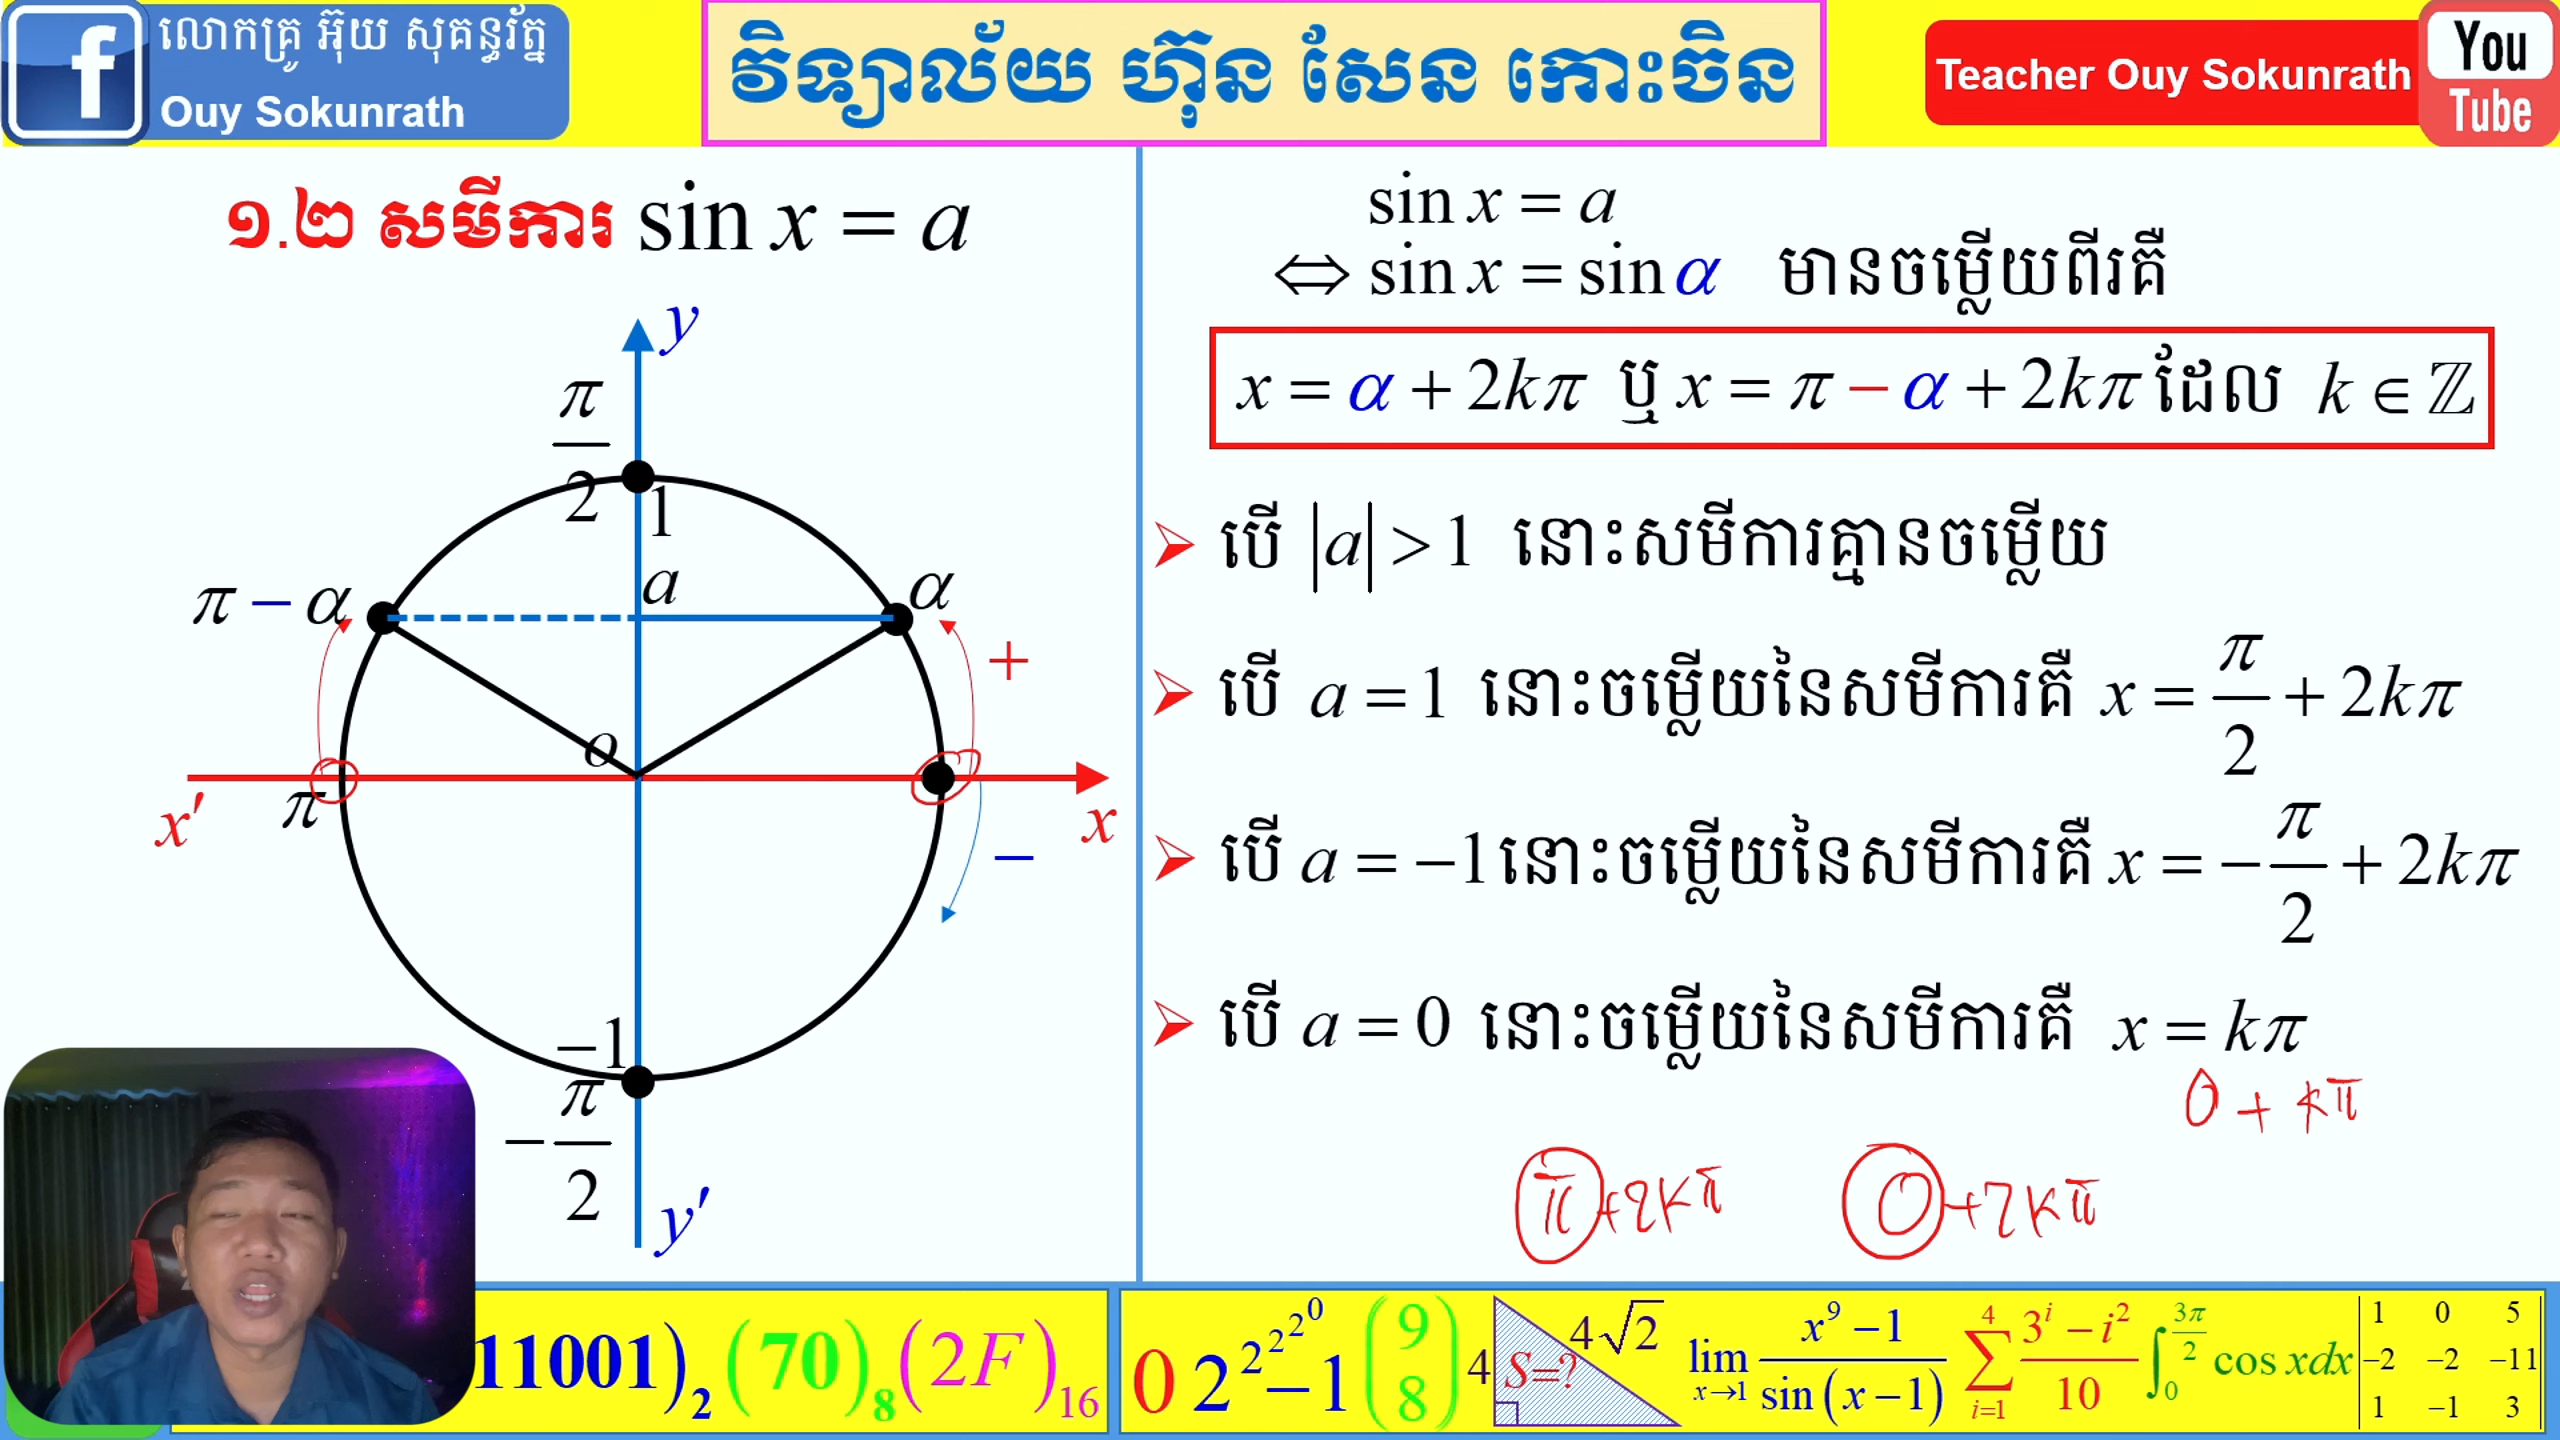 លោកគ្រូ អ៊ុយ សុគន្ធរ័ត្ន
Ouy Sokunrath
វិទ្យាល័យ ហ៊ុន សែន កោះចិន
Teacher Ouy Sokunrath
You
Tube
១.២ សមីការ sin x = a
y
π/2
1
a
π − α
α
+
o
π
x′
x
−
−1
−π/2
y′
sin x = a
⇔ sin x = sin α មានចម្លើយពីរគឺ
x = α + 2kπ ឬ x = π − α + 2kπ ដែល k ∈ ℤ
➢ បើ |a| > 1 នោះសមីការគ្មានចម្លើយ
➢ បើ a = 1 នោះចម្លើយនៃសមីការគឺ x = π/2 + 2kπ
➢ បើ a = −1 នោះចម្លើយនៃសមីការគឺ x = −π/2 + 2kπ
➢ បើ a = 0 នោះចម្លើយនៃសមីការគឺ x = kπ
0 + kπ
π + 2kπ 0 + 2kπ
11001)₂ (70)₈ (2F)₁₆
0 2^2^2^2^0 −1 (9 8) 4 S=? 4√2 lim x→1 (x⁹ − 1)/(sin(x − 1)) ∑ i=1 4 (3ⁱ − i²)/10 ∫ 0 3π/2 cos xdx |1 0 5
−2 −2 −11
1 −1 3|